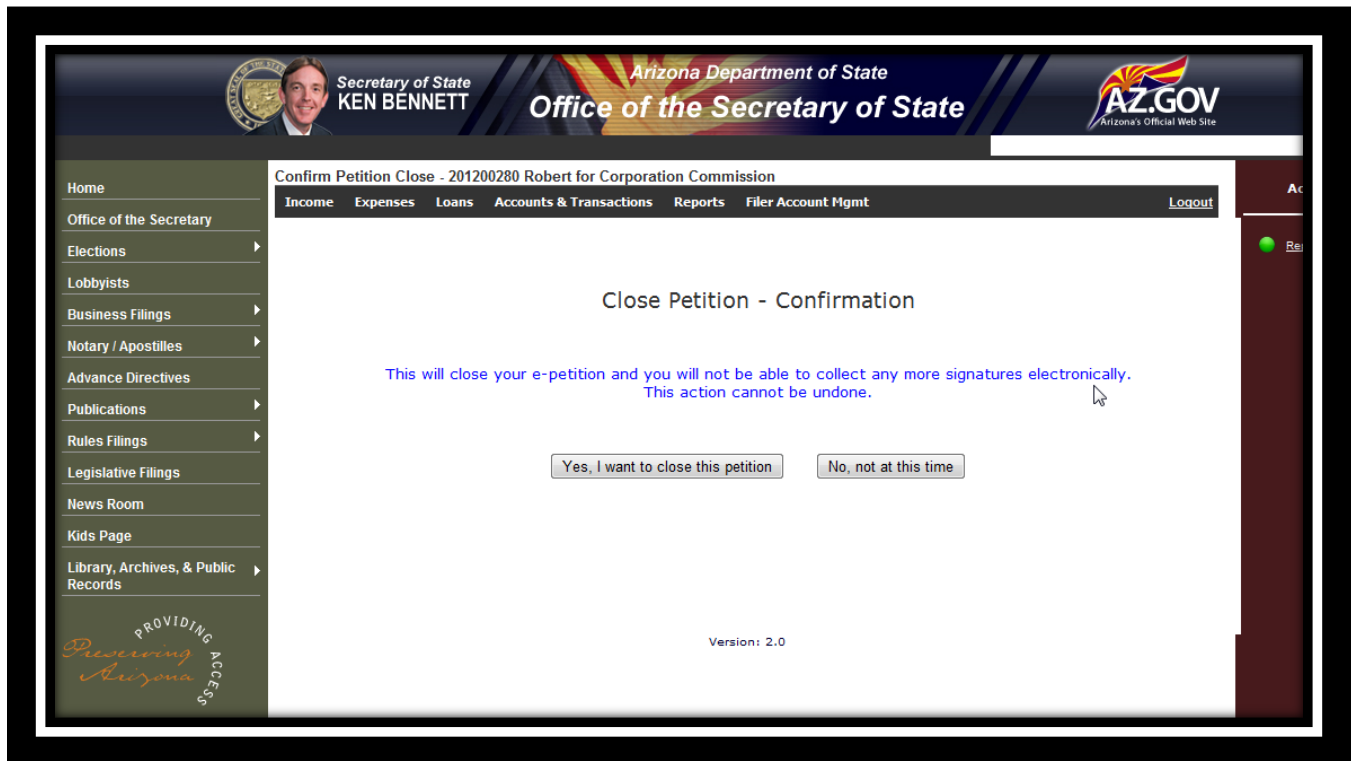 Secretary of State
KEN BENNETT
Arizona Department of State
Office of the Secretary of State
AZ.GOV
Arizona's Official Web Site
Home
Office of the Secretary
Elections
Lobbyists
Business Filings
Notary / Apostilles
Advance Directives
Publications
Rules Filings
Legislative Filings
News Room
Kids Page
Library, Archives, & Public
Records
PROVIDING ACCESS
Preserving
Arizona
Confirm Petition Close - 201200280 Robert for Corporation Commission
Income Expenses Loans Accounts & Transactions Reports Filer Account Mgmt Logout
Close Petition - Confirmation
This will close your e-petition and you will not be able to collect any more signatures electronically.
This action cannot be undone.
Yes, I want to close this petition No, not at this time
Version: 2.0